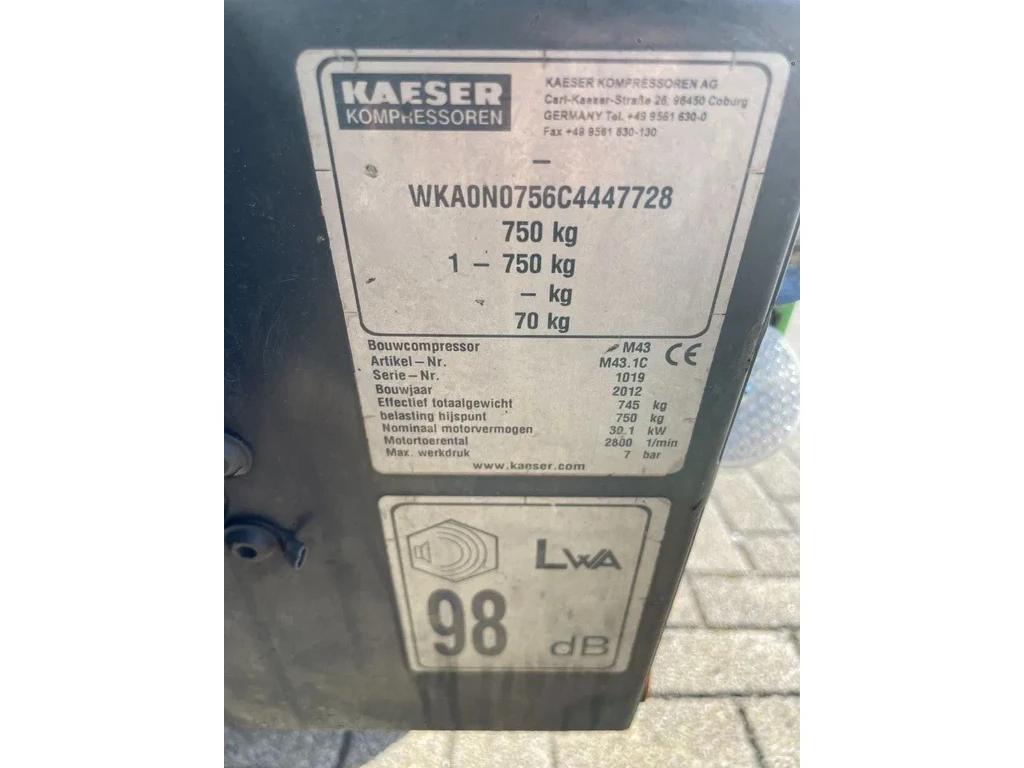 KAESER
KOMPRESSOREN
KAESER KOMPRESSOREN AG
Carl-Kaeser-Straße 26, 96450 Coburg
GERMANY Tel. +49 9561 630-0
Fax +49 9561 630-130
–
WKA0N0756C4447728
750 kg
1 – 750 kg
– kg
70 kg
Bouwcompressor M43 CE
Artikel–Nr. M43.1C
Serie–Nr. 1019
Bouwjaar 2012
Effectief totaalgewicht 745 kg
belasting hijspunt 750 kg
Nominaal motorvermogen 30.1 kW
Motortoerental 2800 1/min
Max. werkdruk 7 bar
www.kaeser.com
LWA
98 dB